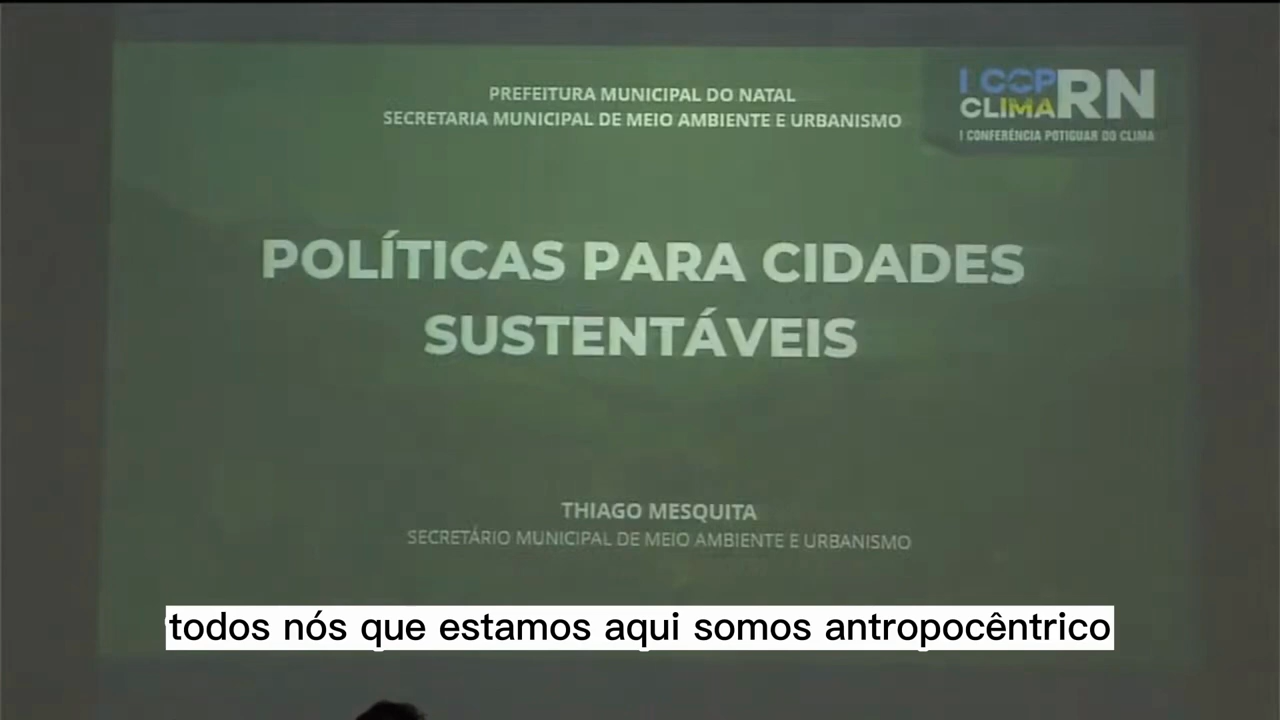 PREFEITURA MUNICIPAL DO NATAL
SECRETARIA MUNICIPAL DE MEIO AMBIENTE E URBANISMO
I CCP
CLIMA RN
I CONFERÊNCIA POTIGUAR DO CLIMA
POLÍTICAS PARA CIDADES
SUSTENTÁVEIS
THIAGO MESQUITA
SECRETÁRIO MUNICIPAL DE MEIO AMBIENTE E URBANISMO
todos nós que estamos aqui somos antropocêntrico